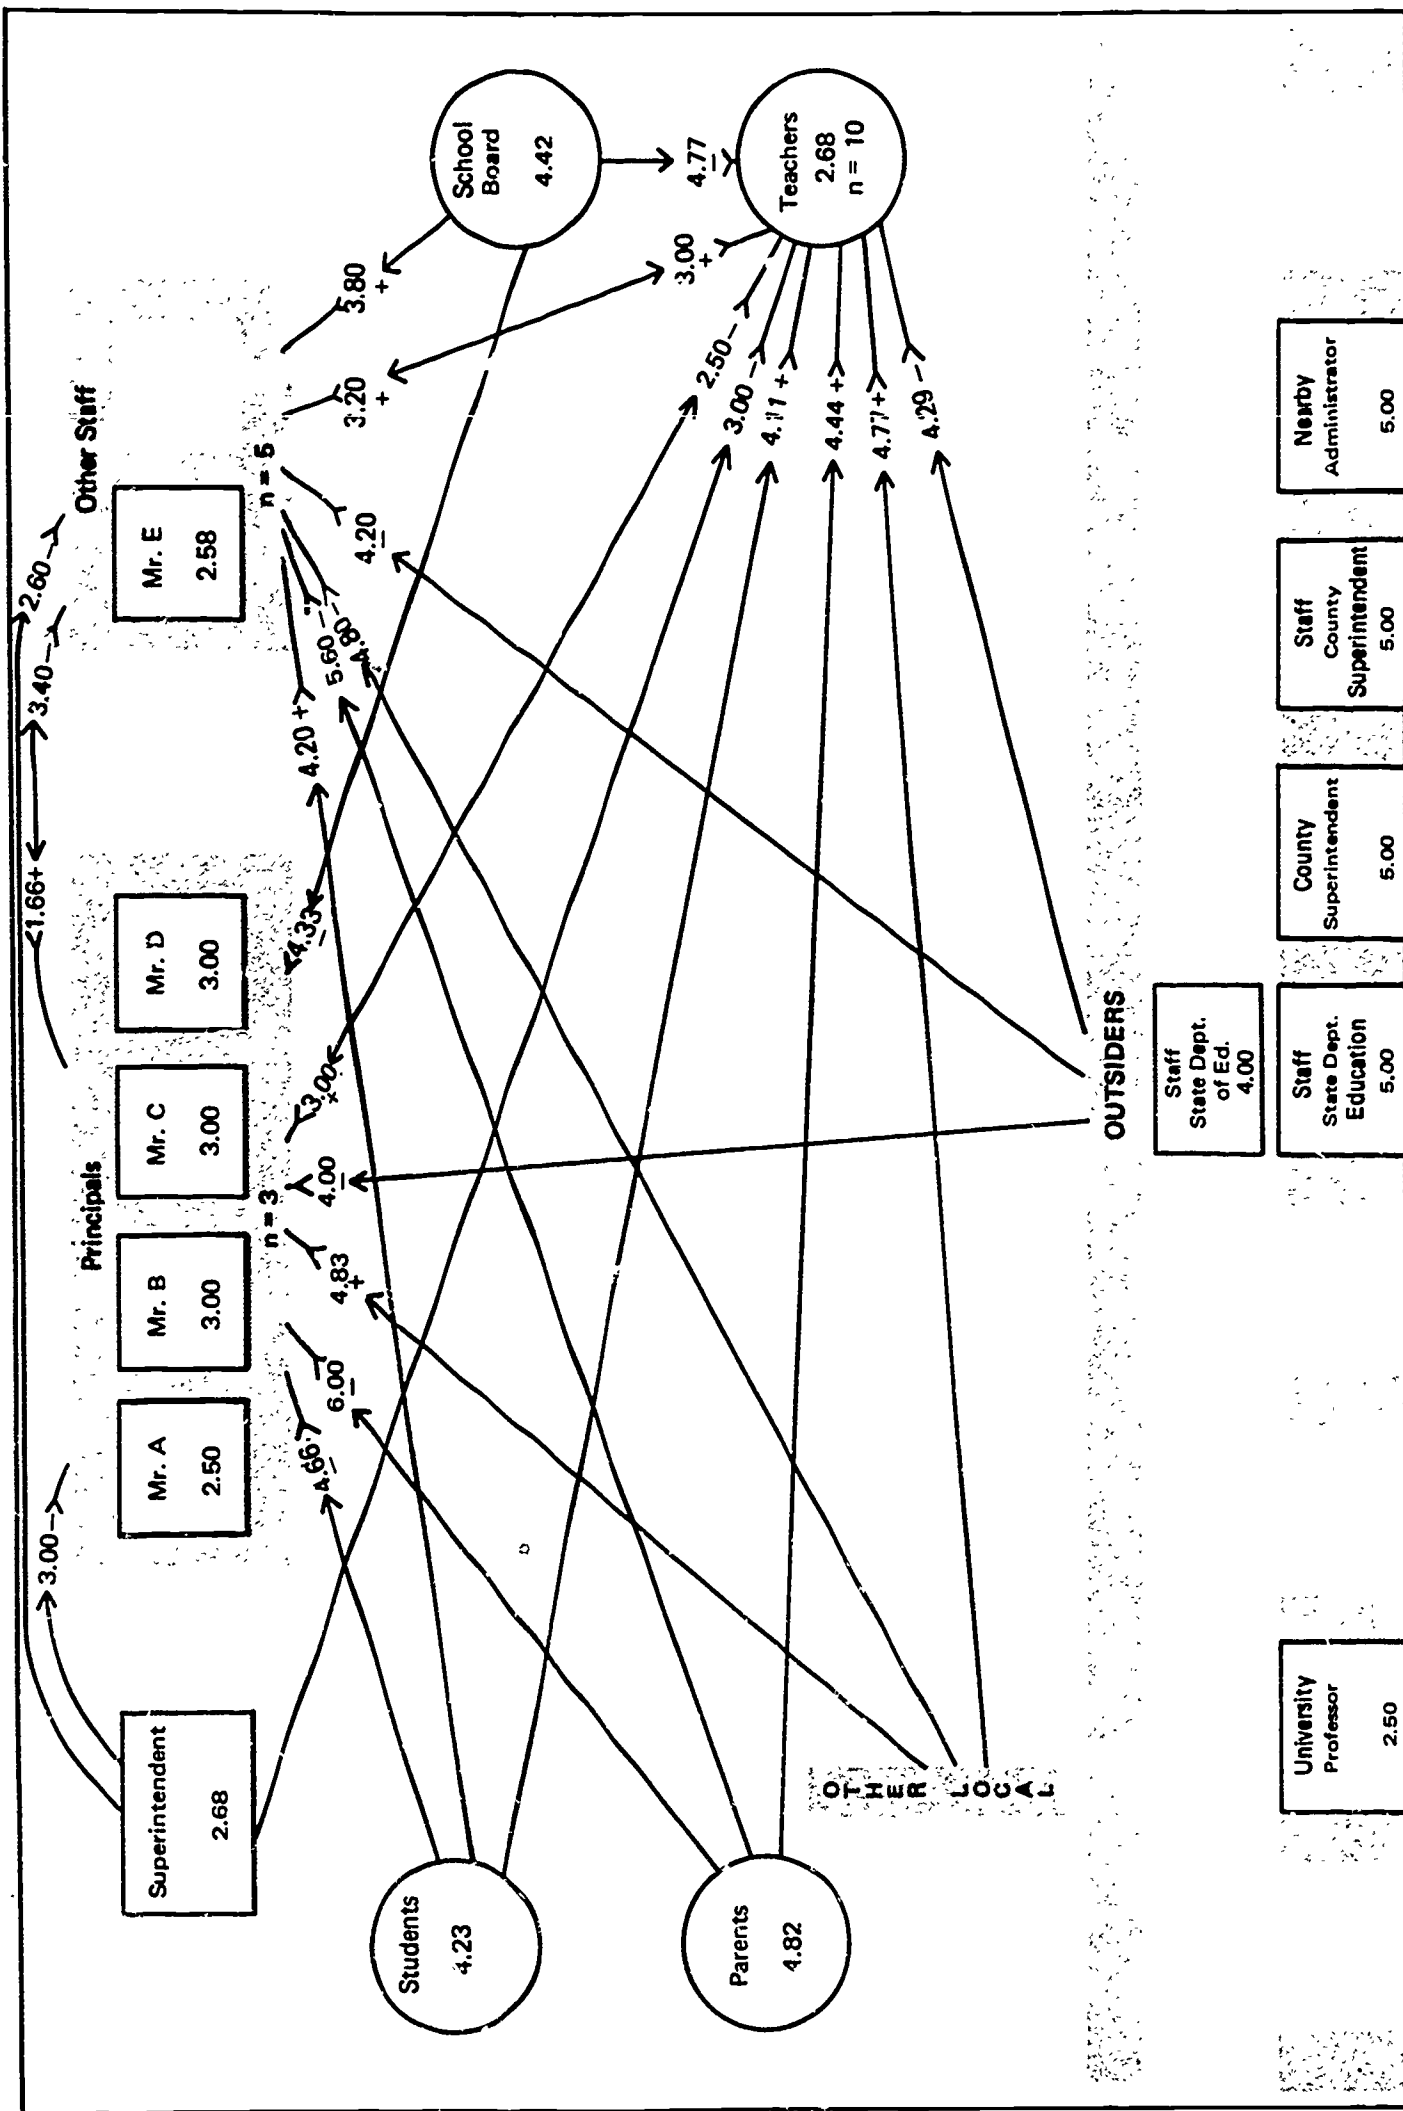 Superintendent
2.68
3.00
Principals
Mr. A
2.50
Mr. B
3.00
Mr. C
3.00
Mr. D
3.00
n = 3
1.66+
3.40
2.60
Other Staff
Mr. E
2.58
n = 5
4.66
–
6.00
–
4.83
+
4.00
–
3.00
+
4.33
–
4.20 +
5.60 –
4.80 –
4.20
–
3.20
+
3.80
+
School
Board
4.42
4.77
–
3.00
+
Teachers
2.68
n = 10
2.50 –
3.00 –
4.11 +
4.44 +
4.77 +
4.29 –
Students
4.23
Parents
4.82
OTHER LOCAL
OUTSIDERS
Staff
State Dept.
of Ed.
4.00
University
Professor
2.50
Staff
State Dept.
Education
5.00
County
Superintendent
5.00
Staff
County
Superintendent
5.00
Nearby
Administrator
5.00